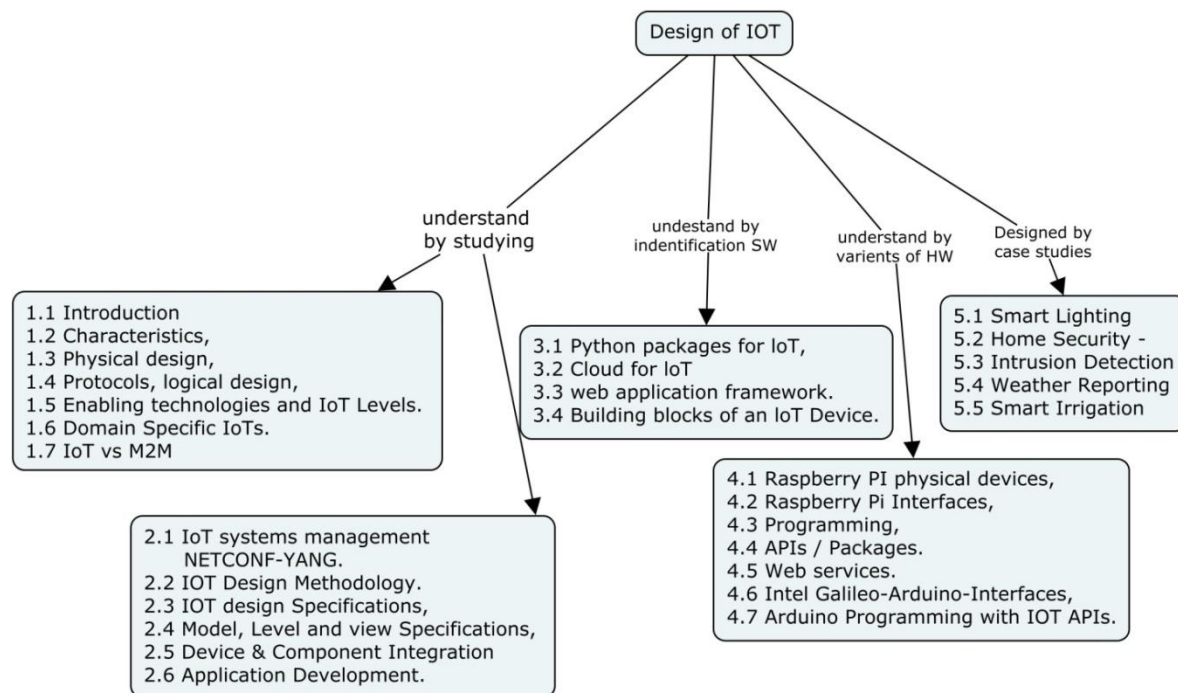 Design of IOT
understand
by studying
undestand by
indentification SW
understand by
varients of HW
Designed by
case studies
1.1 Introduction
1.2 Characteristics,
1.3 Physical design,
1.4 Protocols, logical design,
1.5 Enabling technologies and IoT Levels.
1.6 Domain Specific IoTs.
1.7 IoT vs M2M
2.1 IoT systems management
NETCONF-YANG.
2.2 IOT Design Methodology.
2.3 IOT design Specifications,
2.4 Model, Level and view Specifications,
2.5 Device & Component Integration
2.6 Application Development.
3.1 Python packages for IoT,
3.2 Cloud for IoT
3.3 web application framework.
3.4 Building blocks of an IoT Device.
4.1 Raspberry PI physical devices,
4.2 Raspberry Pi Interfaces,
4.3 Programming,
4.4 APIs / Packages.
4.5 Web services.
4.6 Intel Galileo-Arduino-Interfaces,
4.7 Arduino Programming with IOT APIs.
5.1 Smart Lighting
5.2 Home Security -
5.3 Intrusion Detection
5.4 Weather Reporting
5.5 Smart Irrigation